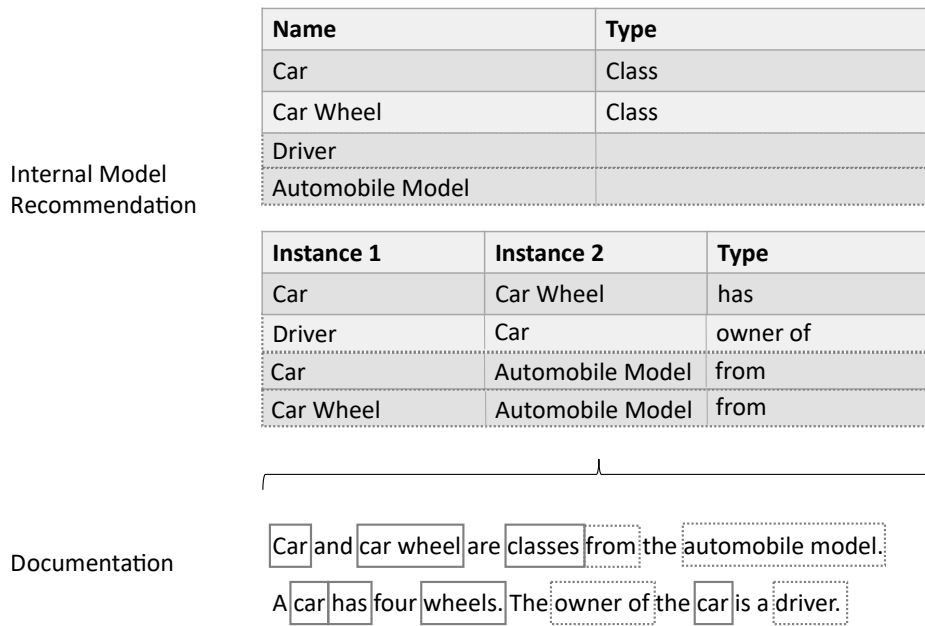 Name Type
Car Class
Car Wheel Class
Driver
Internal Model
Recommendation
Automobile Model
Instance 1 Instance 2 Type
Car Car Wheel has
Driver Car owner of
Car Automobile Model from
Car Wheel Automobile Model from
Documentation
Car and car wheel are classes from the automobile model.
A car has four wheels. The owner of the car is a driver.